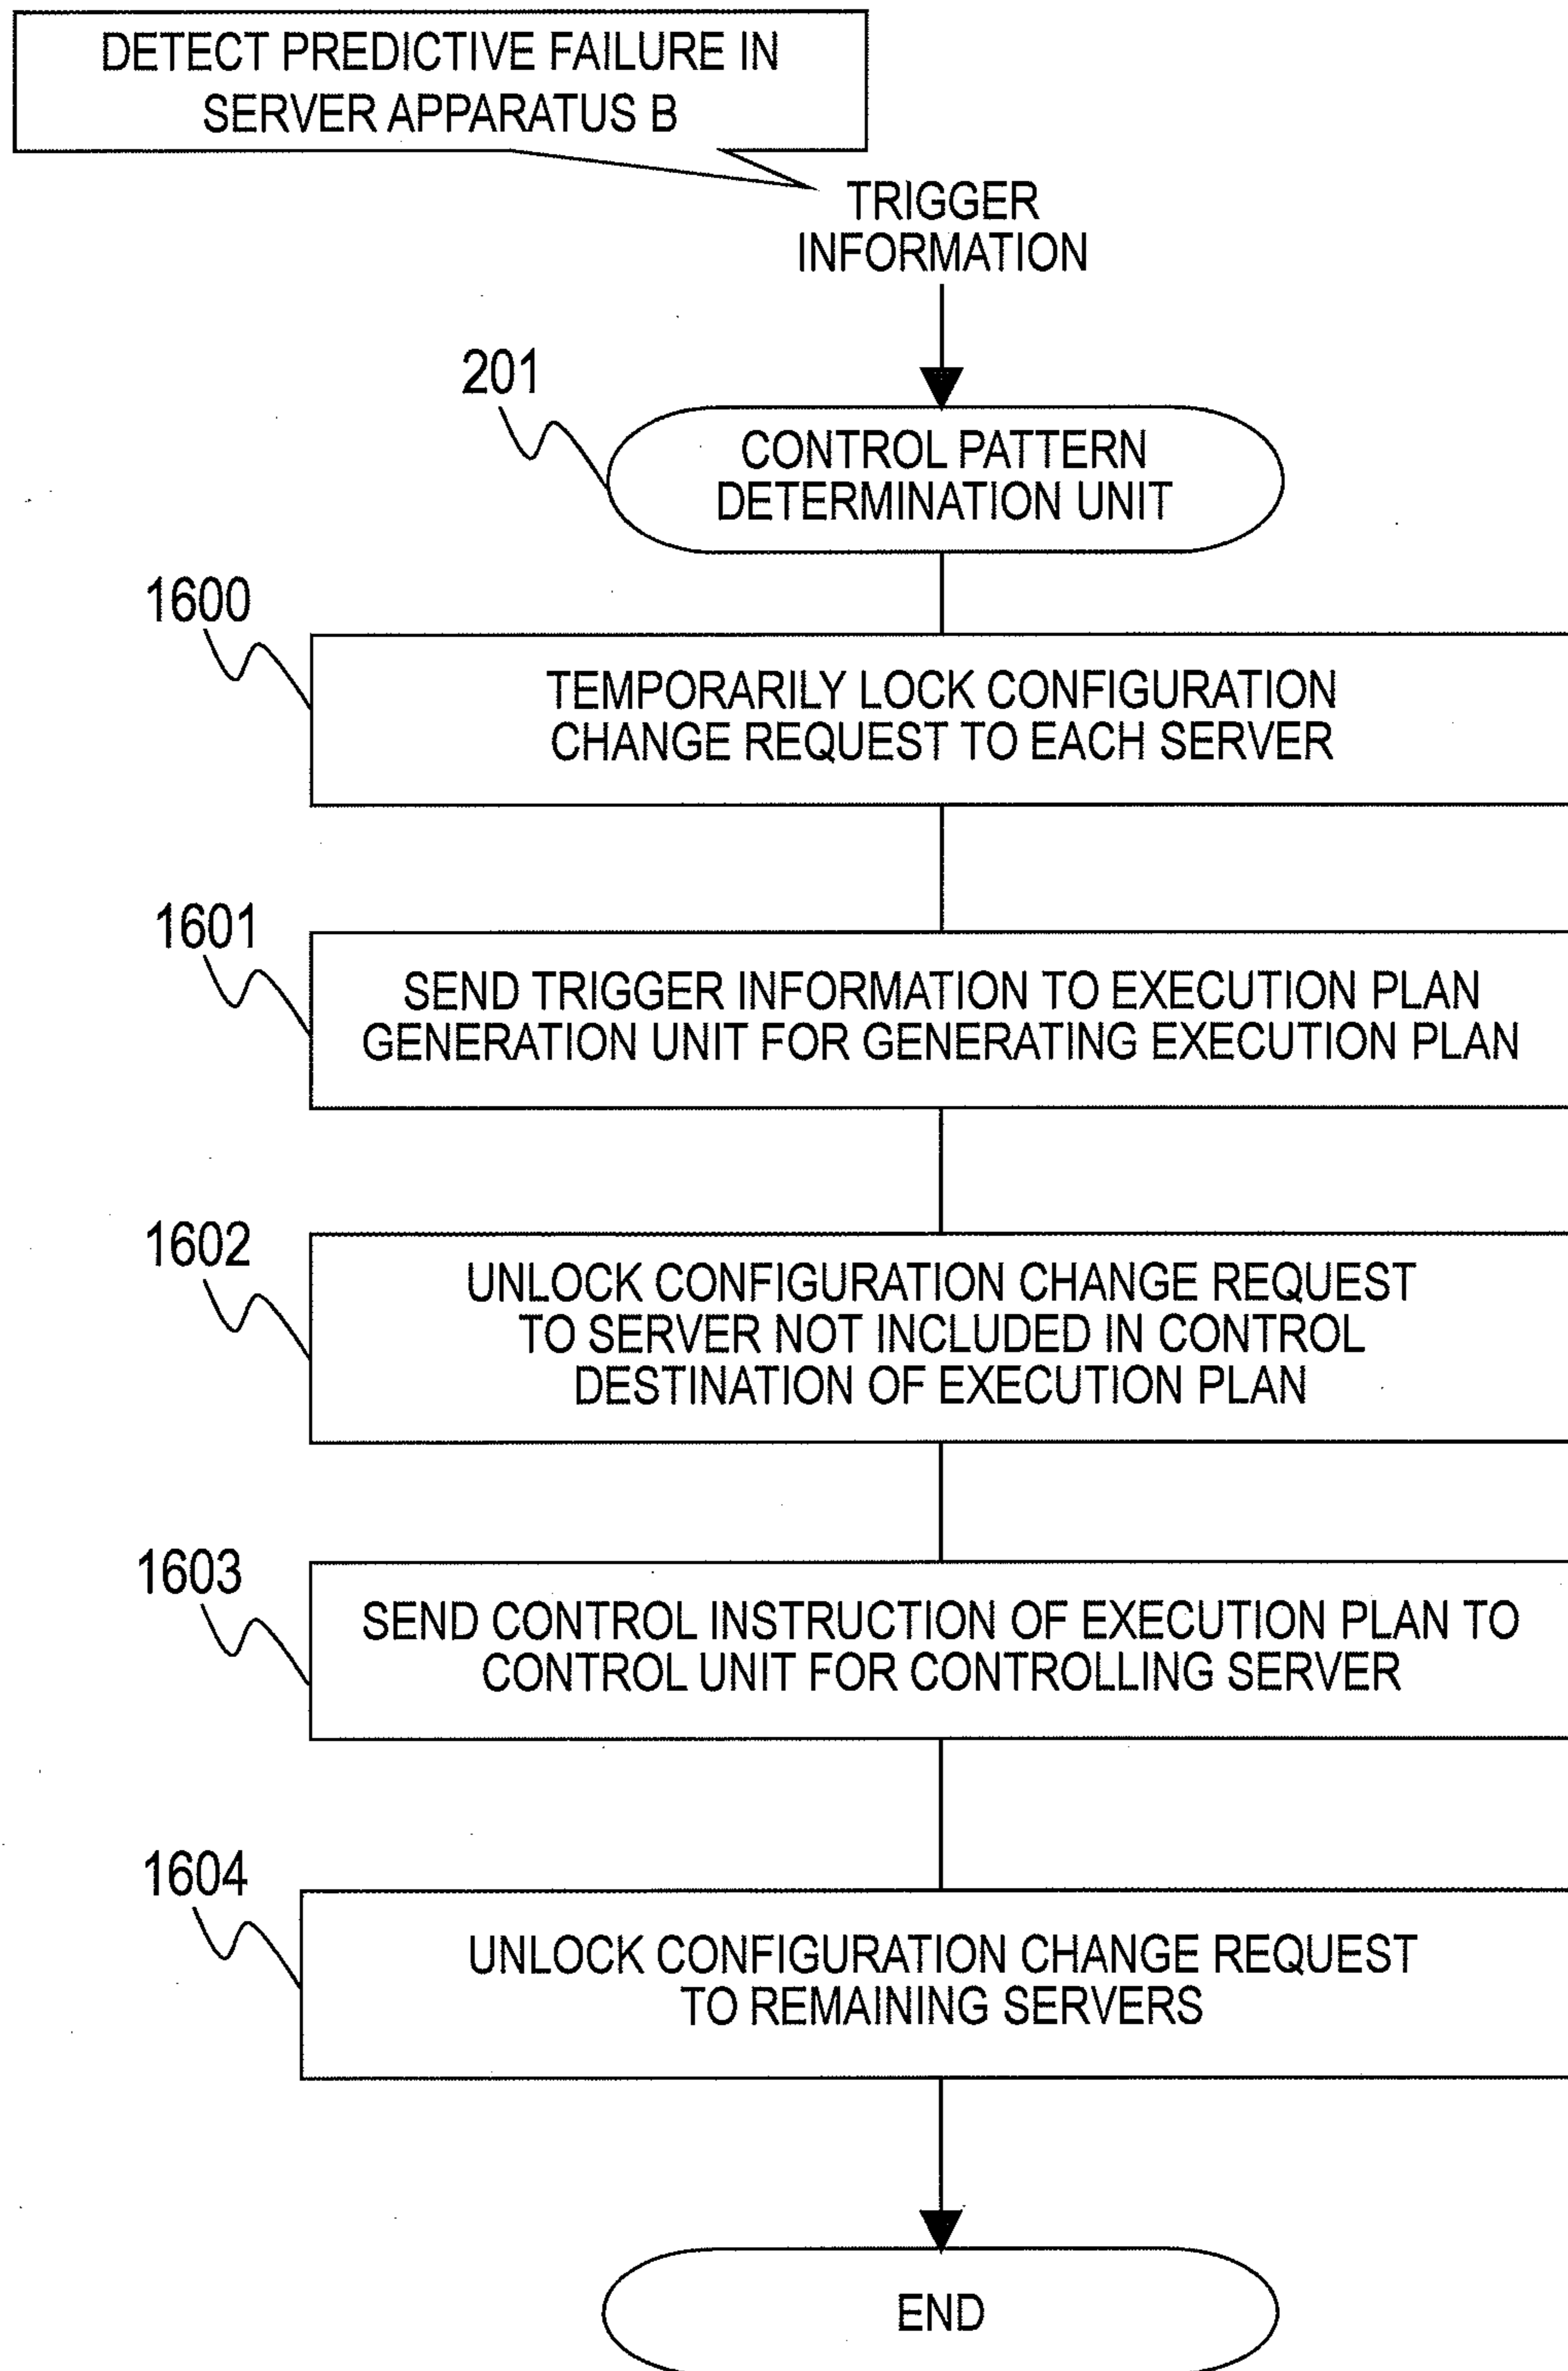 DETECT PREDICTIVE FAILURE IN
SERVER APPARATUS B
TRIGGER
INFORMATION
201
CONTROL PATTERN
DETERMINATION UNIT
1600
TEMPORARILY LOCK CONFIGURATION
CHANGE REQUEST TO EACH SERVER
1601
SEND TRIGGER INFORMATION TO EXECUTION PLAN
GENERATION UNIT FOR GENERATING EXECUTION PLAN
1602
UNLOCK CONFIGURATION CHANGE REQUEST
TO SERVER NOT INCLUDED IN CONTROL
DESTINATION OF EXECUTION PLAN
1603
SEND CONTROL INSTRUCTION OF EXECUTION PLAN TO
CONTROL UNIT FOR CONTROLLING SERVER
1604
UNLOCK CONFIGURATION CHANGE REQUEST
TO REMAINING SERVERS
END